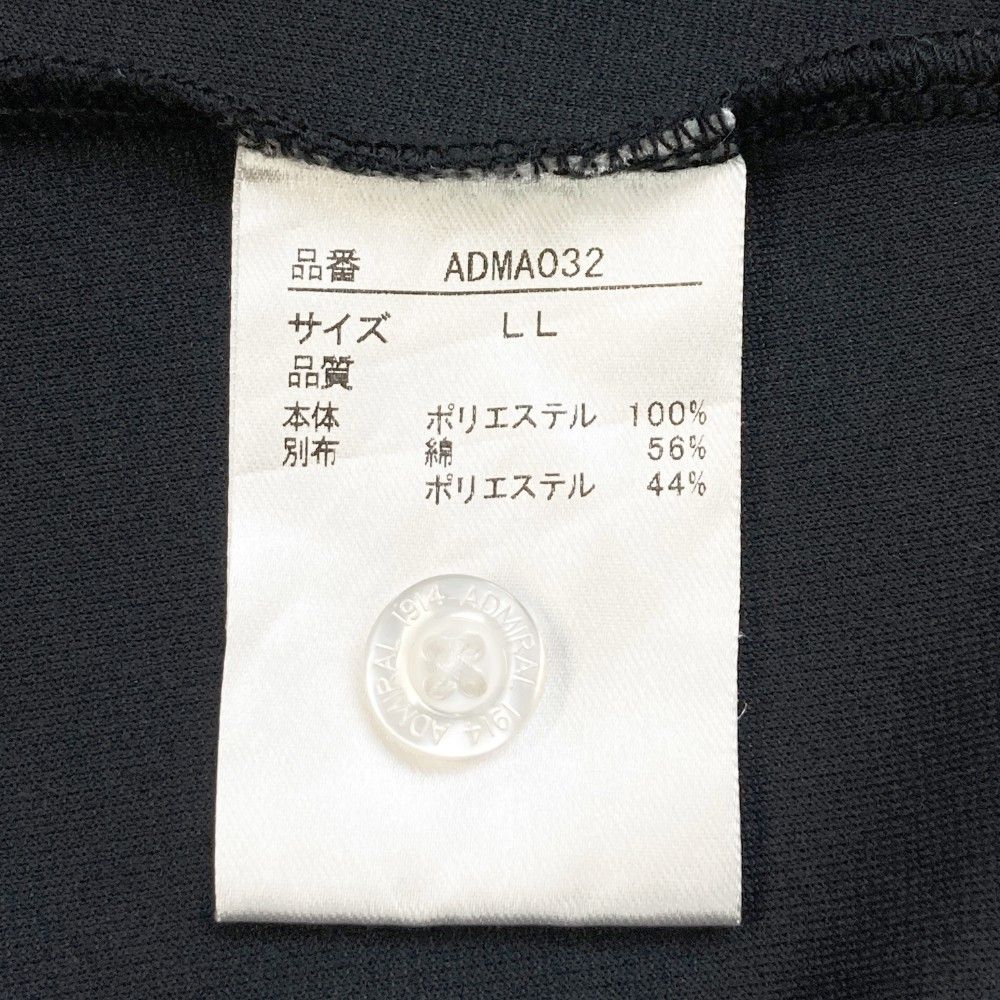 品番 ADMA032
サイズ LL
品質
本体 ポリエステル 100%
別布 綿 56%
ポリエステル 44%
1914 ADMIRAL 1914 ADMIRAL